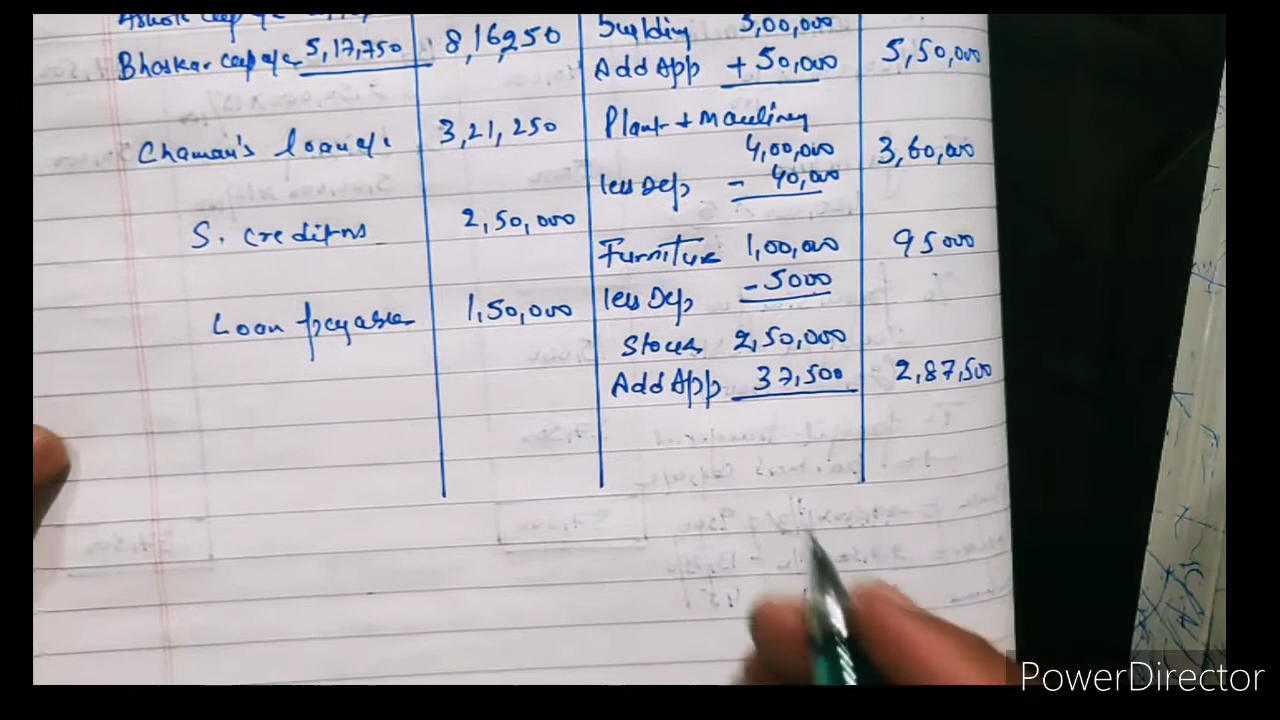 Ashok cap a/c
Bhaskar cap a/c 5,17,750 8,16,250
Chaman's loan a/c 3,21,250
S. creditors 2,50,000
Loan payable 1,50,000
Building 5,00,000
Add App + 50,000 5,50,000
Plant + Machinery
4,00,000 3,60,000
less Dep - 40,000
Furniture 1,00,000 95000
less Dep - 5000
Stocks 2,50,000
Add App 37,500 2,87,500
PowerDirector